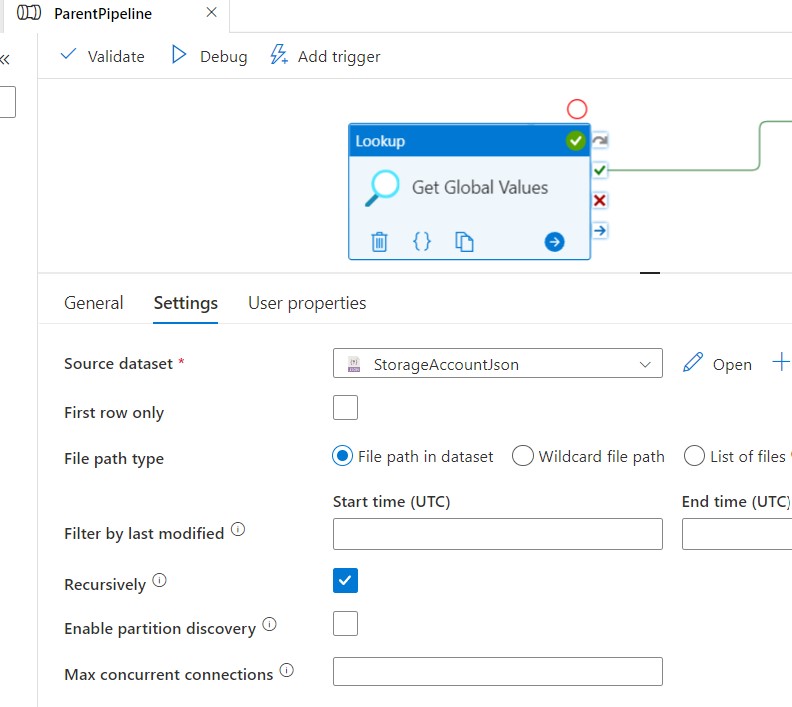 ParentPipeline
Validate Debug Add trigger
Lookup
Get Global Values
{}
General Settings User properties
Source dataset * StorageAccountJson Open
First row only
File path type File path in dataset Wildcard file path List of files
Start time (UTC) End time (UTC)
Filter by last modified
Recursively
Enable partition discovery
Max concurrent connections